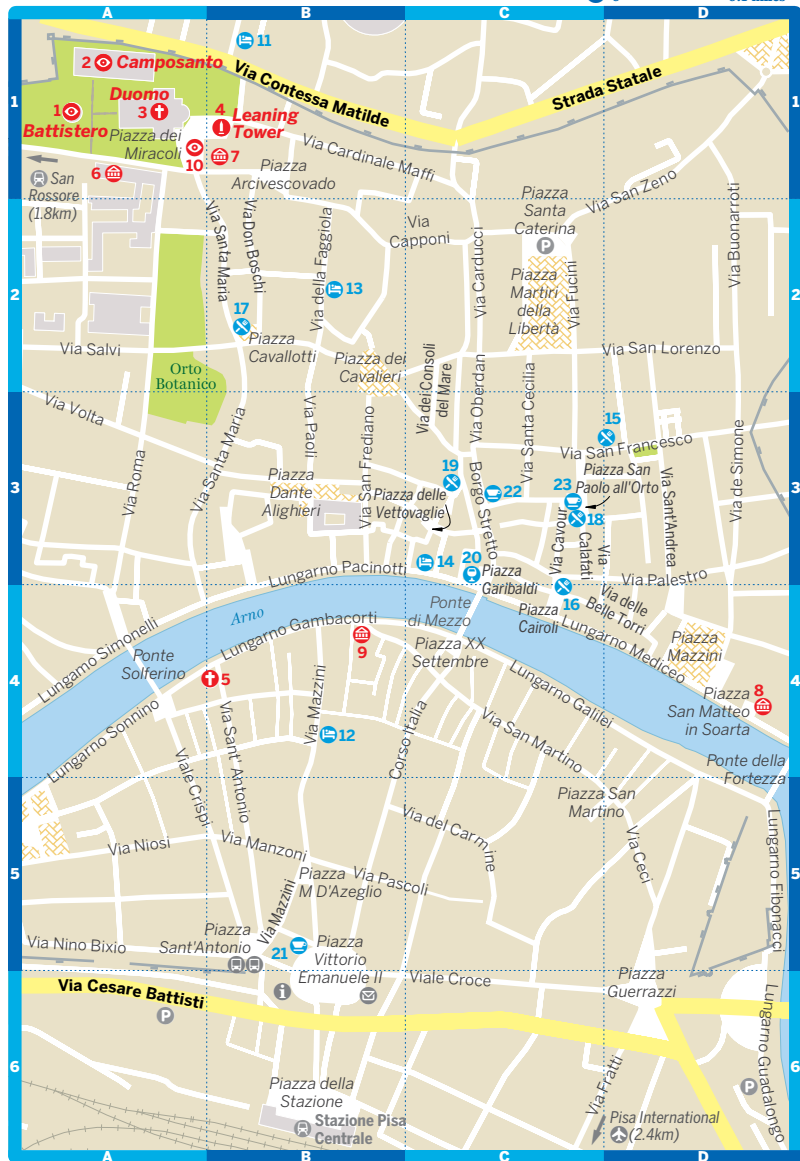 A
B
C
D
11
2 Camposanto
Via Contessa Matilde
Strada Statale
Duomo
1
1
1
3
4 Leaning
Tower
Battistero
Piazza dei
Miracoli
10
7
Via Cardinale Maffi
Piazza
Arcivescovado
6
San
Rossore
(1.8km)
Via San Zeno
Piazza
Santa
Caterina
P
Via
Capponi
Via Buonarroti
Via Santa Maria
Via Don Boschi
Via della Faggiola
Via Carducci
Via Fucini
Piazza
Martiri
della
Libertà
2
2
13
17
Piazza
Cavallotti
Via Salvi
Via San Lorenzo
Piazza dei
Cavalieri
Orto
Botanico
Via dei Consoli
del Mare
Via Oberdan
Via Santa Cecilia
Via Volta
Via Roma
Via Santa Maria
Via Paoli
Via San Frediano
15
Via San Francesco
Via de Simone
3
3
Piazza
Dante
Alighieri
19
Piazza delle
Vettovaglie
Borgo Stretto
22
23
Piazza San
Paolo all'Orto
18
Via Sant'Andrea
Via Cavour
Via
Calafati
14
20
Piazza
Garibaldi
Lungarno Pacinotti
Via Palestro
16
Via delle
Belle Torri
Piazza
Cairoli
Ponte
di Mezzo
Arno
Lungarno Gambacorti
9
Lungarno Mediceo
Piazza
Mazzini
Lungarno Simonelli
Ponte
Solferino
5
Piazza XX
Settembre
Lungarno Galilei
8
Piazza
San Matteo
in Soarta
4
4
Lungarno Sonnino
Via Mazzini
12
Corso Italia
Via San Martino
Ponte della
Fortezza
Viale Crispi
Via Sant' Antonio
Piazza San
Martino
Via Niosi
Via Manzoni
Via del Carmine
Via Ceci
Lungarno Fibonacci
5
5
Piazza
M D'Azeglio
Via Pascoli
Via Mazzini
Via Nino Bixio
Piazza
Sant'Antonio
21
Piazza
Vittorio
Emanuele II
Viale Croce
Piazza
Guerrazzi
Via Cesare Battisti
P
i
Lungarno Guadalongo
6
6
Piazza della
Stazione
Stazione Pisa
Centrale
Via Fratti
P
Pisa International
(2.4km)
A
B
C
D